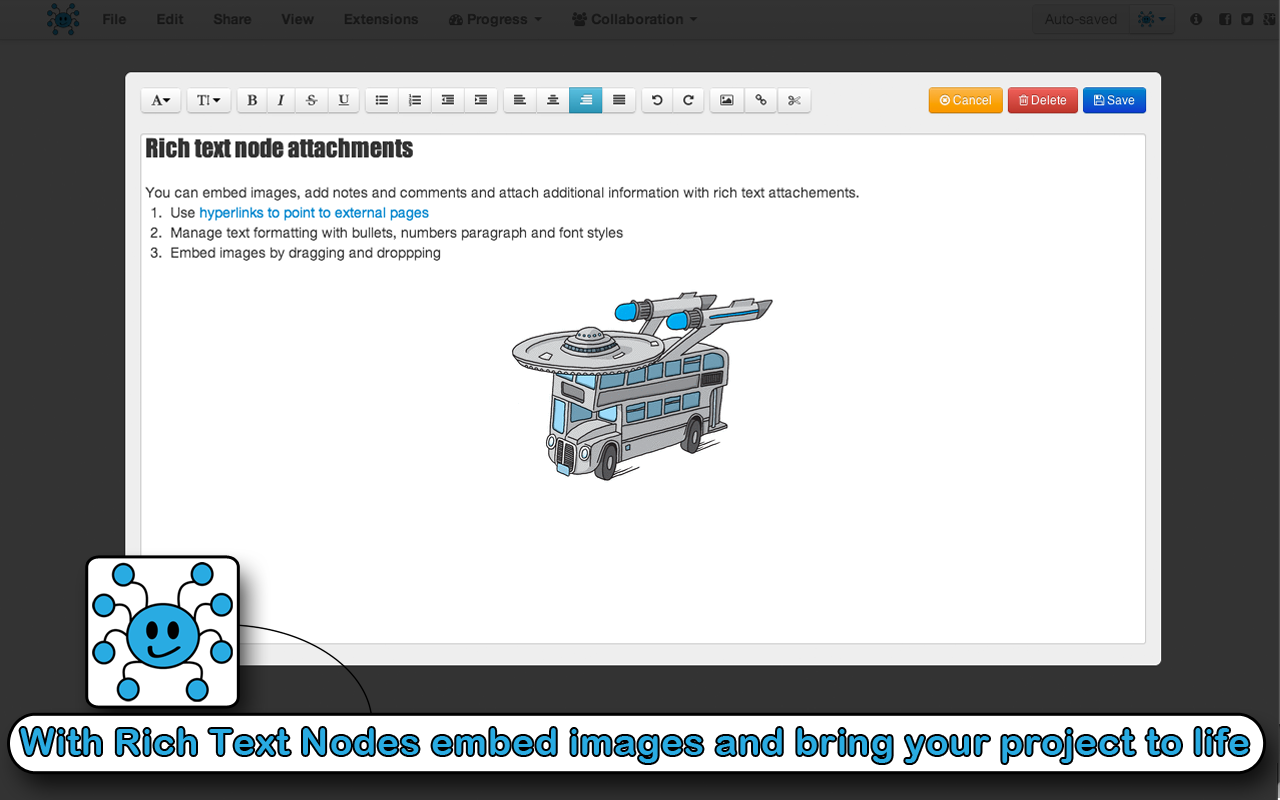 File Edit Share View Extensions Progress Collaboration Auto-saved
A TI B I S U Cancel Delete Save
Rich text node attachments
You can embed images, add notes and comments and attach additional information with rich text attachements.
1. Use hyperlinks to point to external pages
2. Manage text formatting with bullets, numbers paragraph and font styles
3. Embed images by dragging and droppping
With Rich Text Nodes embed images and bring your project to life